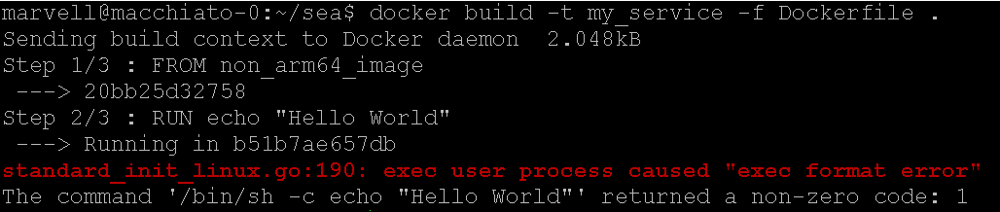 marvell@macchiato-0:~/sea$ docker build -t my_service -f Dockerfile .
Sending build context to Docker daemon  2.048kB
Step 1/3 : FROM non_arm64_image
 ---> 20bb25d32758
Step 2/3 : RUN echo "Hello World"
 ---> Running in b51b7ae657db
standard_init_linux.go:190: exec user process caused "exec format error"
The command '/bin/sh -c echo "Hello World"' returned a non-zero code: 1